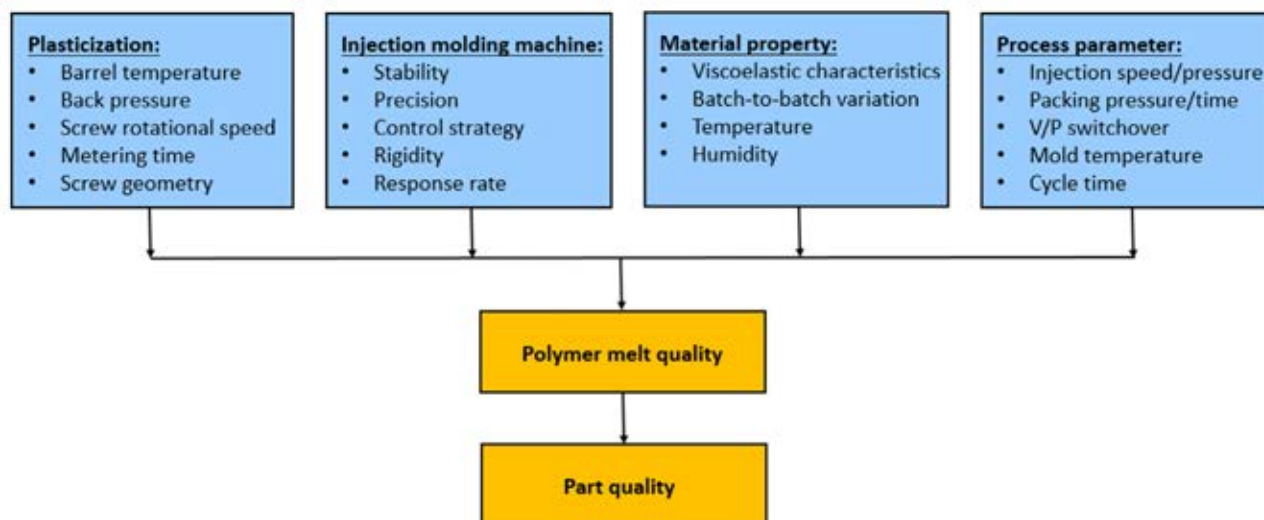 Plasticization:
• Barrel temperature
• Back pressure
• Screw rotational speed
• Metering time
• Screw geometry
Injection molding machine:
• Stability
• Precision
• Control strategy
• Rigidity
• Response rate
Material property:
• Viscoelastic characteristics
• Batch-to-batch variation
• Temperature
• Humidity
Process parameter:
• Injection speed/pressure
• Packing pressure/time
• V/P switchover
• Mold temperature
• Cycle time
Polymer melt quality
Part quality